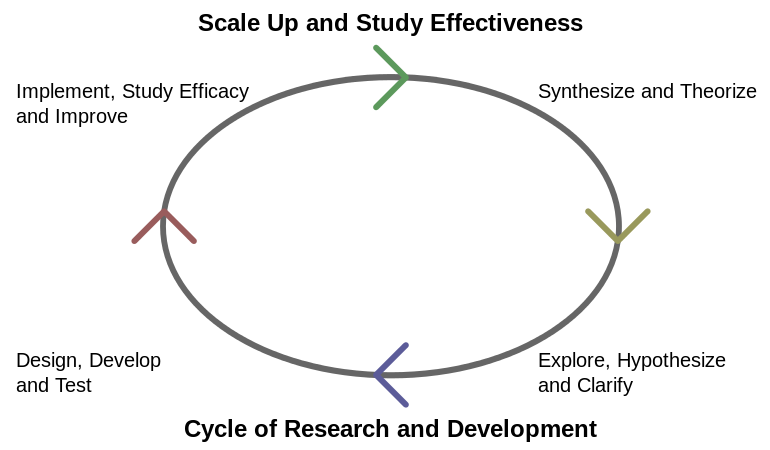 Scale Up and Study Effectiveness
Implement, Study Efficacy
and Improve
Synthesize and Theorize
Design, Develop
and Test
Explore, Hypothesize
and Clarify
Cycle of Research and Development